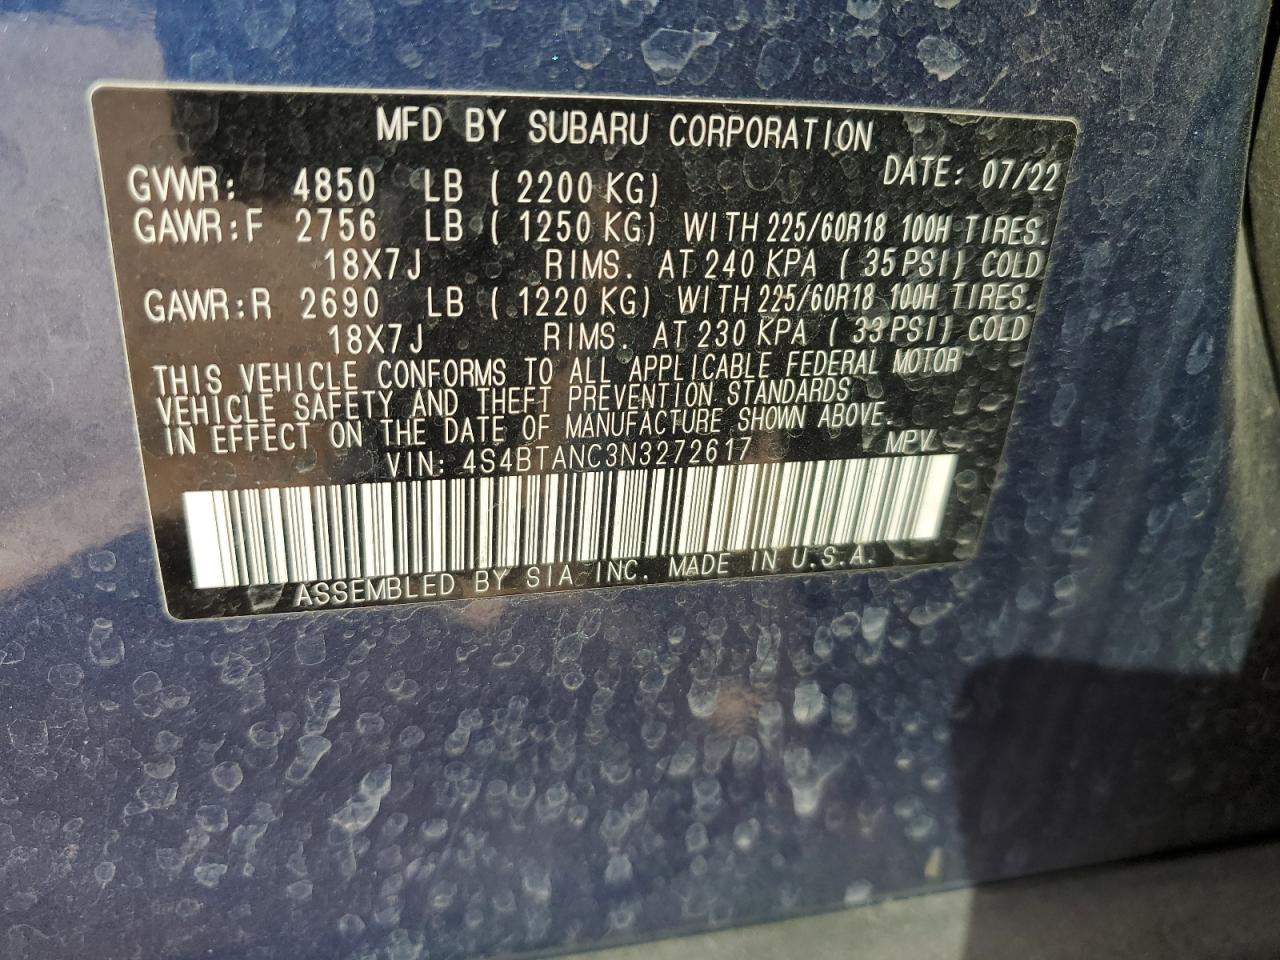 MFD BY SUBARU CORPORATION
DATE: 07/22
GVWR: 4850 LB ( 2200 KG)
GAWR:F 2756 LB ( 1250 KG) WITH 225/60R18 100H TIRES.
18X7J RIMS. AT 240 KPA ( 35 PSI) COLD
GAWR:R 2690 LB ( 1220 KG) WITH 225/60R18 100H TIRES.
18X7J RIMS. AT 230 KPA ( 33 PSI) COLD
THIS VEHICLE CONFORMS TO ALL APPLICABLE FEDERAL MOTOR
VEHICLE SAFETY AND THEFT PREVENTION STANDARDS
IN EFFECT ON THE DATE OF MANUFACTURE SHOWN ABOVE.
VIN: 4S4BTANC3N3272617 MPV
ASSEMBLED BY SIA INC. MADE IN U.S.A.